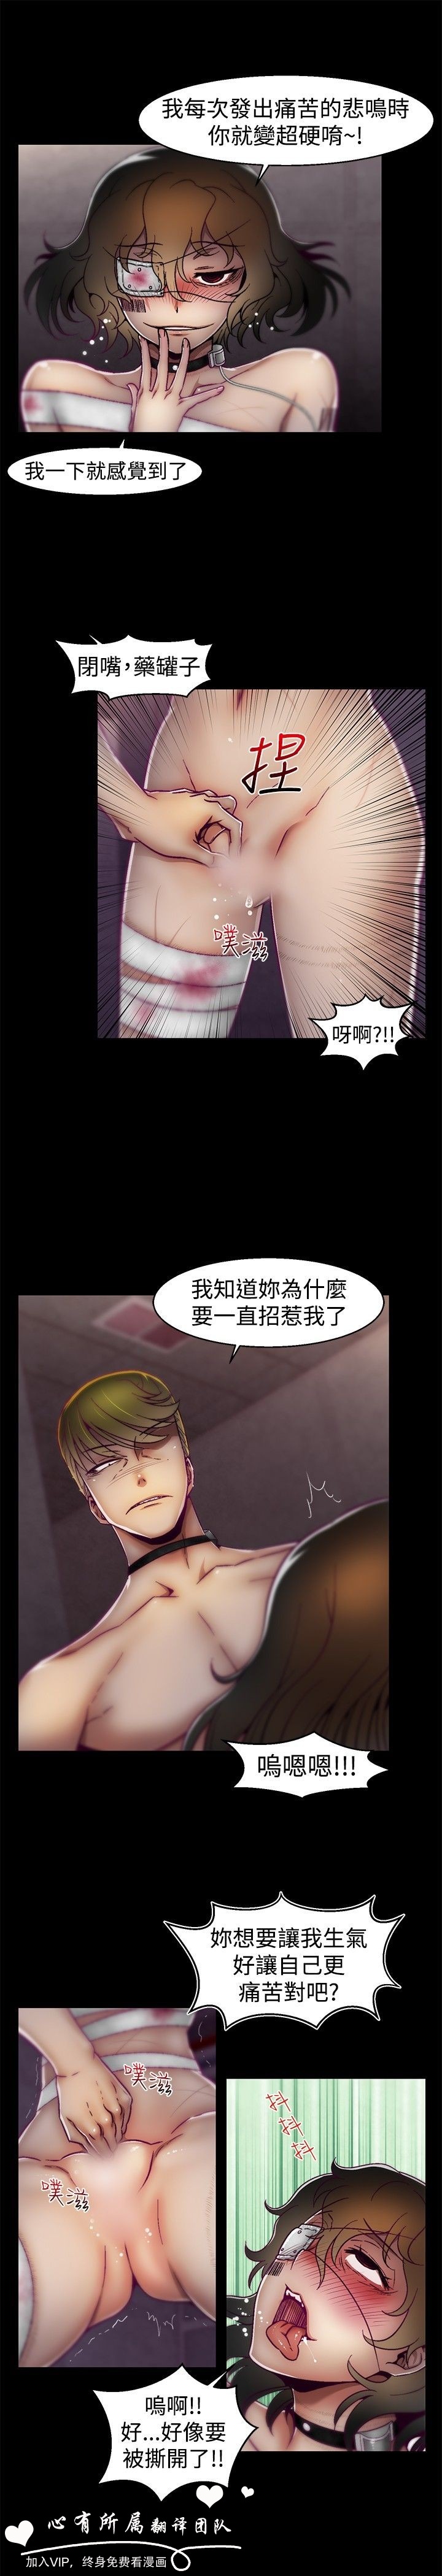 我每次發出痛苦的悲鳴時
你就變超硬唷~!
我一下就感覺到了
閉嘴,藥罐子
捏
噗滋
呀啊?!!
我知道妳為什麼
要一直招惹我了
嗚嗯嗯!!!
妳想要讓我生氣
好讓自己更
痛苦對吧?
噗滋
噗滋
抖
抖
抖
嗚啊!!
好...好像要
被撕開了!!
心有所属翻译团队
加入VIP，终身免费看漫画